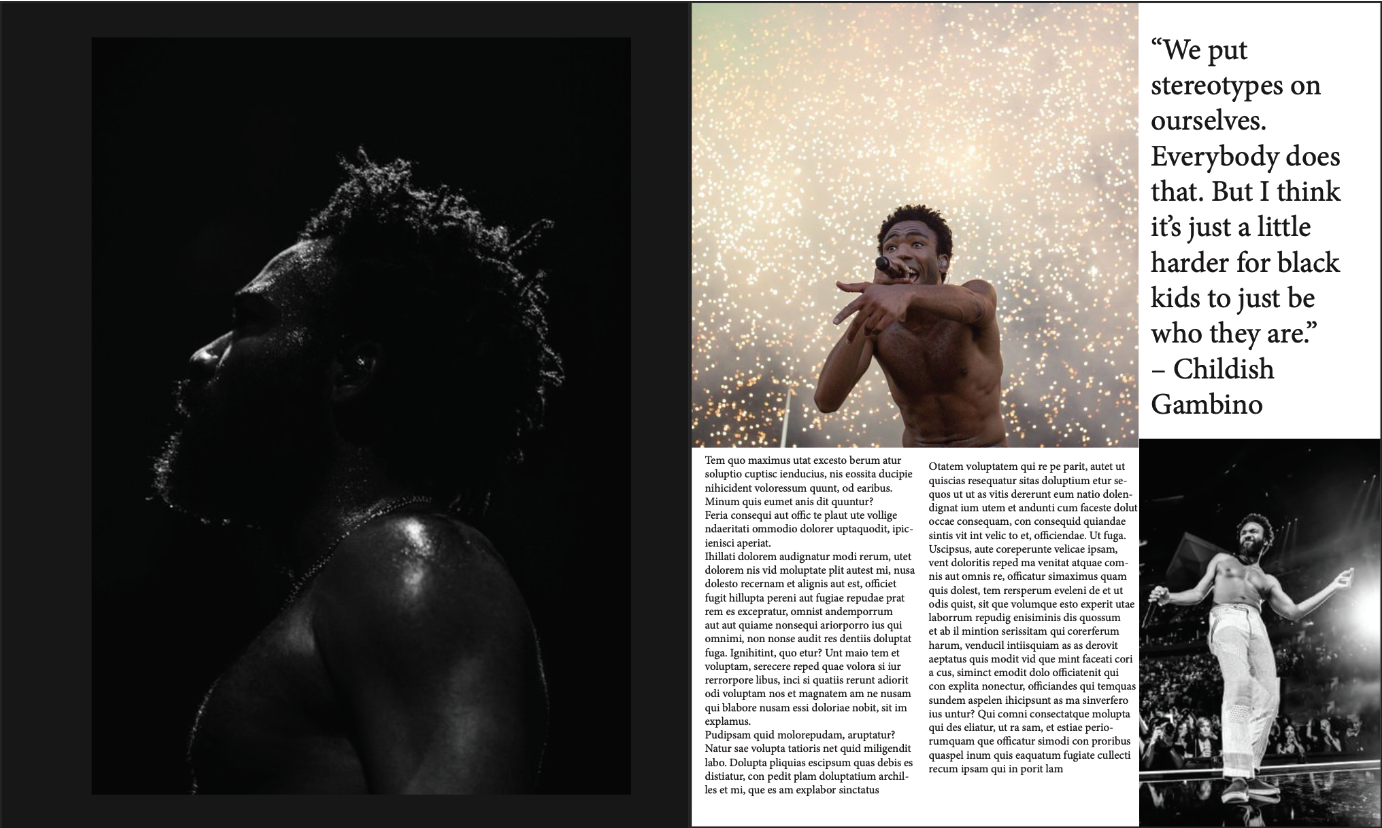 “We put
stereotypes on
ourselves.
Everybody does
that. But I think
it’s just a little
harder for black
kids to just be
who they are.”
– Childish
Gambino
Tem quo maximus utat excesto berum atur
soluptio cuptisc ienducius, nis eossita ducipie
nihicident voloressum quunt, od earibus.
Minum quis eumet anis dit quuntur?
Feria consequi aut offic te plaut ute vollige
ndaeritati ommodio dolorer uptaquodit, ipic-
ienisci aperiat.
Ihillati dolorem audignatur modi rerum, utet
dolorem nis vid moluptate plit autest mi, nusa
dolesto recernam et alignis aut est, officiet
fugit hillupta pereni aut fugiae repudae prat
rem es excepratur, omnist andemporrum
aut aut quiame nonsequi ariorporro ius qui
omnimi, non nonse audit res dentiis doluptat
fuga. Ignihitint, quo etur? Unt maio tem et
voluptam, serecere reped quae volora si iur
rerrorpore libus, inci si quatiis rerunt adiorit
odi voluptam nos et magnatem am ne nusam
qui blabore nusam essi doloriae nobit, sit im
explamus.
Pudipsam quid molorepudam, aruptatur?
Natur sae volupta tatioris net quid miligendit
labo. Dolupta pliquias escipsum quas debis es
distiatur, con pedit plam doluptatium archil-
les et mi, que es am explabor sinctatus
Otatem voluptatem qui re pe parit, autet ut
quiscias resequatur sitas doluptium etur se-
quos ut ut as vitis dererunt eum natio dolen-
dignat ium utem et andunti cum faceste dolut
occae consequam, con consequid quiandae
sintis vit int velic to et, officiendae. Ut fuga.
Uscipsus, aute coreperunte velicae ipsam,
vent doloritis reped ma venitat atquae com-
nis aut omnis re, officatur simaximus quam
quis dolest, tem rersperum eveleni de et ut
odis quist, sit que volumque esto experit utae
laborrum repudig enisiminis dis quossum
et ab il mintion serissitam qui corerferum
harum, venducil intiisquiam as as derovit
aeptatus quis modit vid que mint faceati cori
a cus, siminct emodit dolo officiatenit qui
con explita nonectur, officiandes qui temquas
sundem aspelen ihicipsunt as ma sinverfero
ius untur? Qui comni consectatque molupta
qui des eliatur, ut ra sam, et estiae perio-
rumquam que officatur simodi con proribus
quaspel inum quis eaquatum fugiate cullecti
recum ipsam qui in porit lam